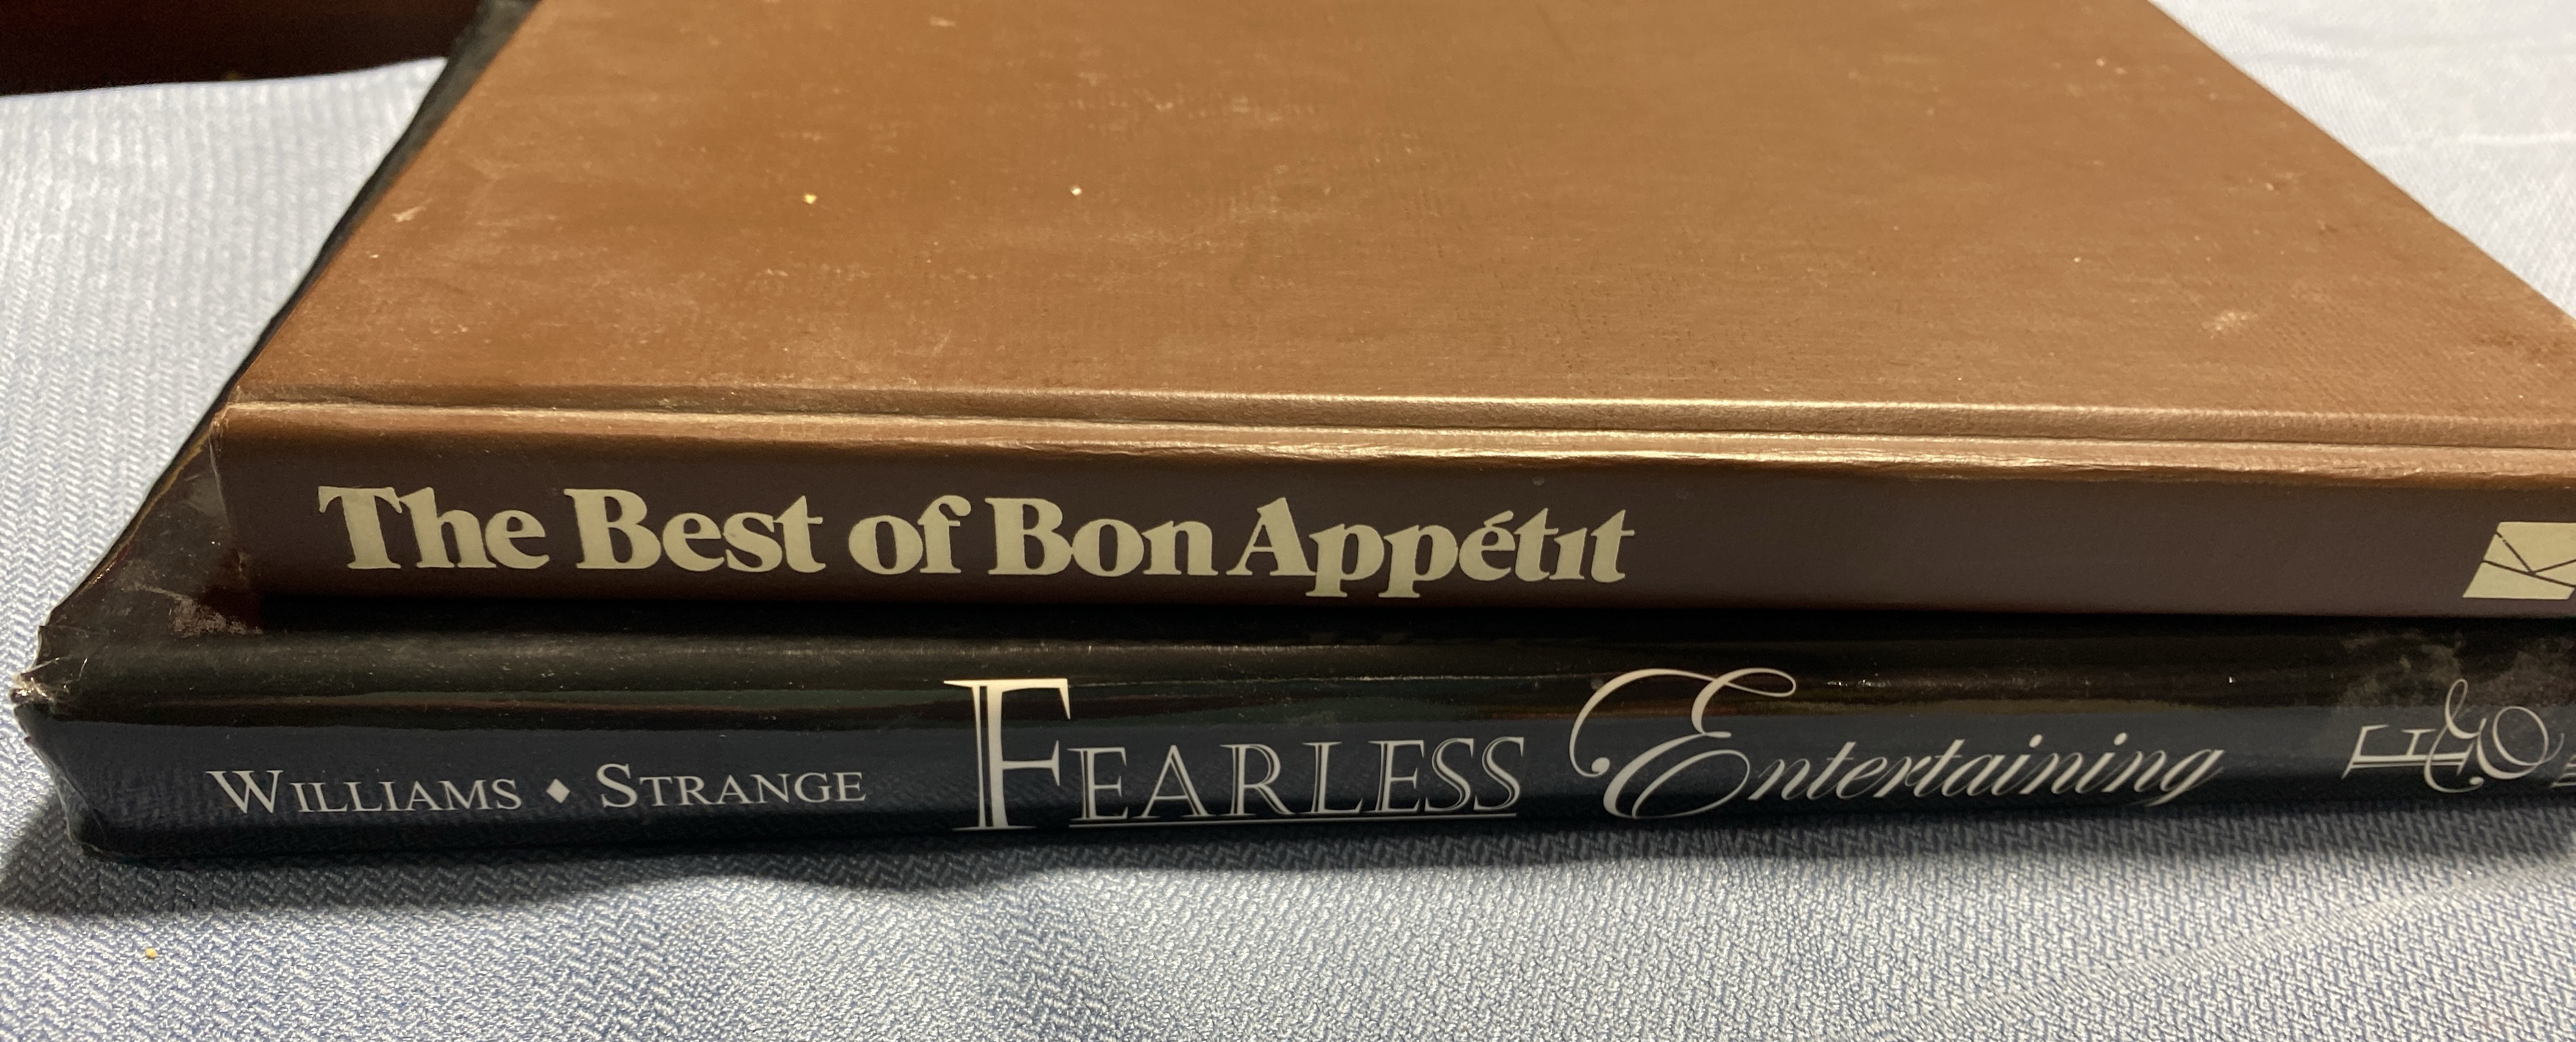 The Best of Bon Appétit
WILLIAMS ♦ STRANGE FEARLESS Entertaining